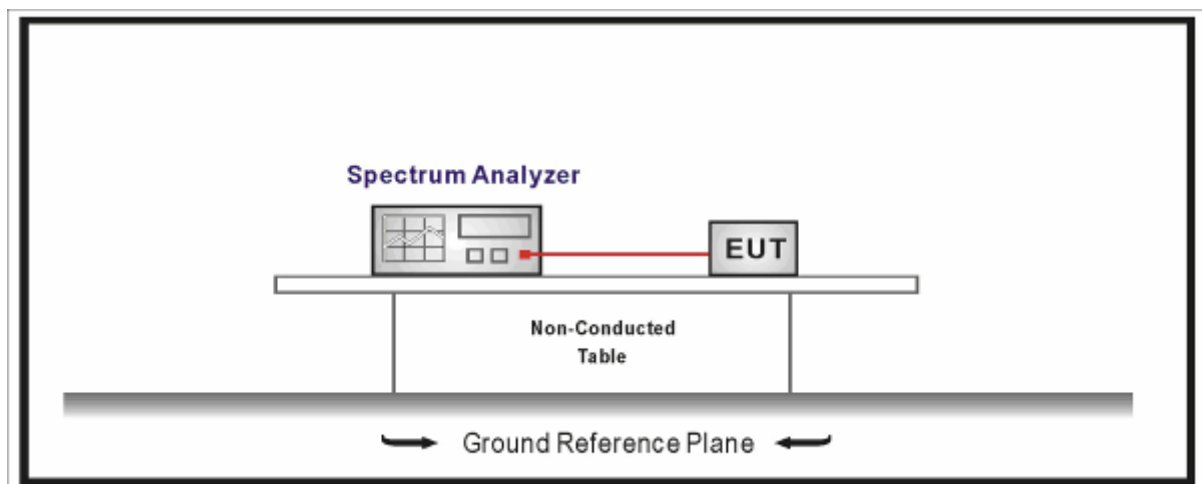 Spectrum Analyzer
EUT
Non-Conducted
Table
Ground Reference Plane